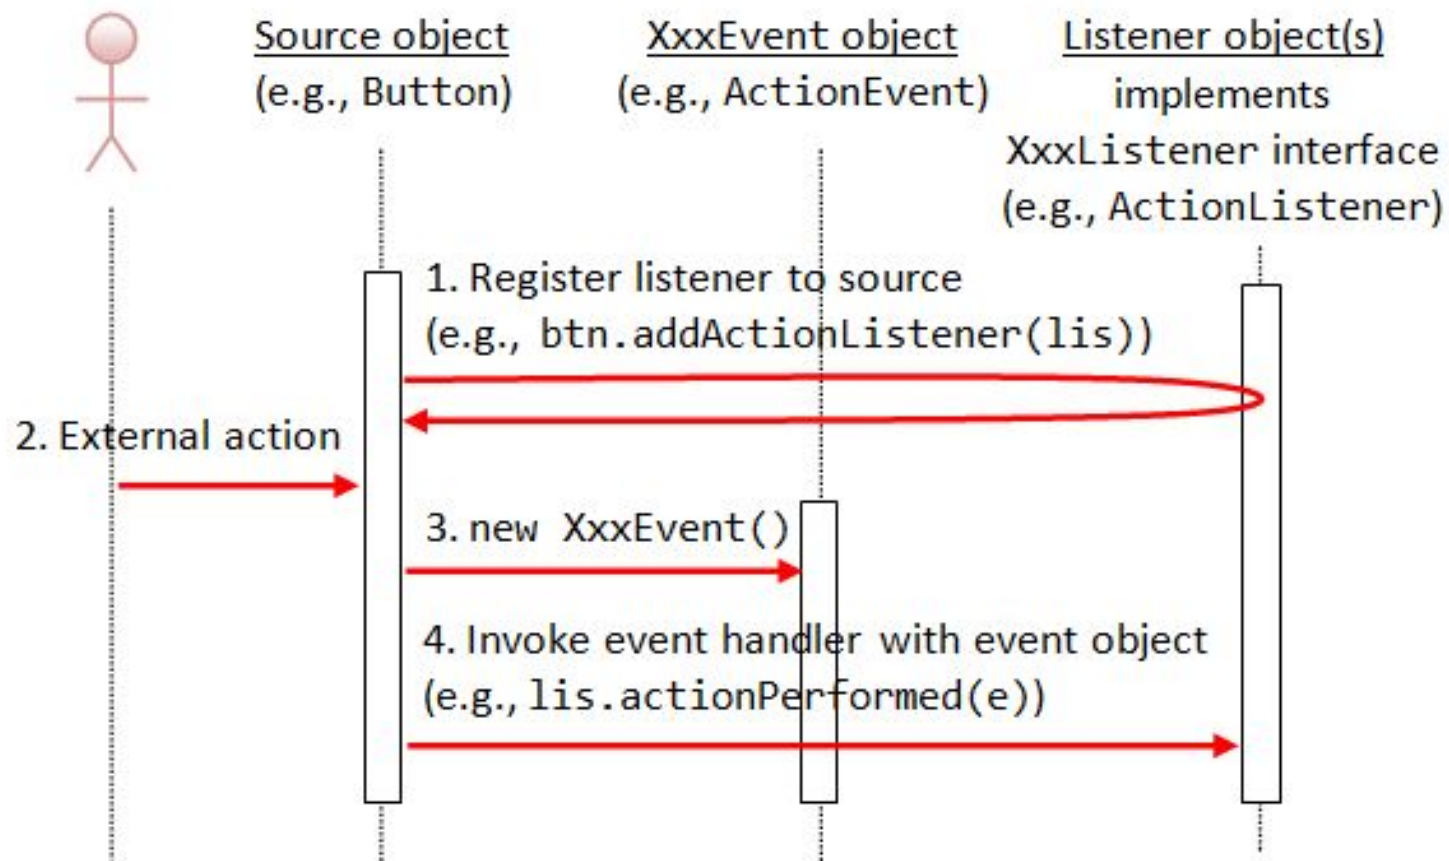 Source object
(e.g., Button)
XxxEvent object
(e.g., ActionEvent)
Listener object(s)
implements
XxxListener interface
(e.g., ActionListener)
1. Register listener to source
(e.g., btn.addActionListener(lis))
2. External action
3. new XxxEvent()
4. Invoke event handler with event object
(e.g., lis.actionPerformed(e))